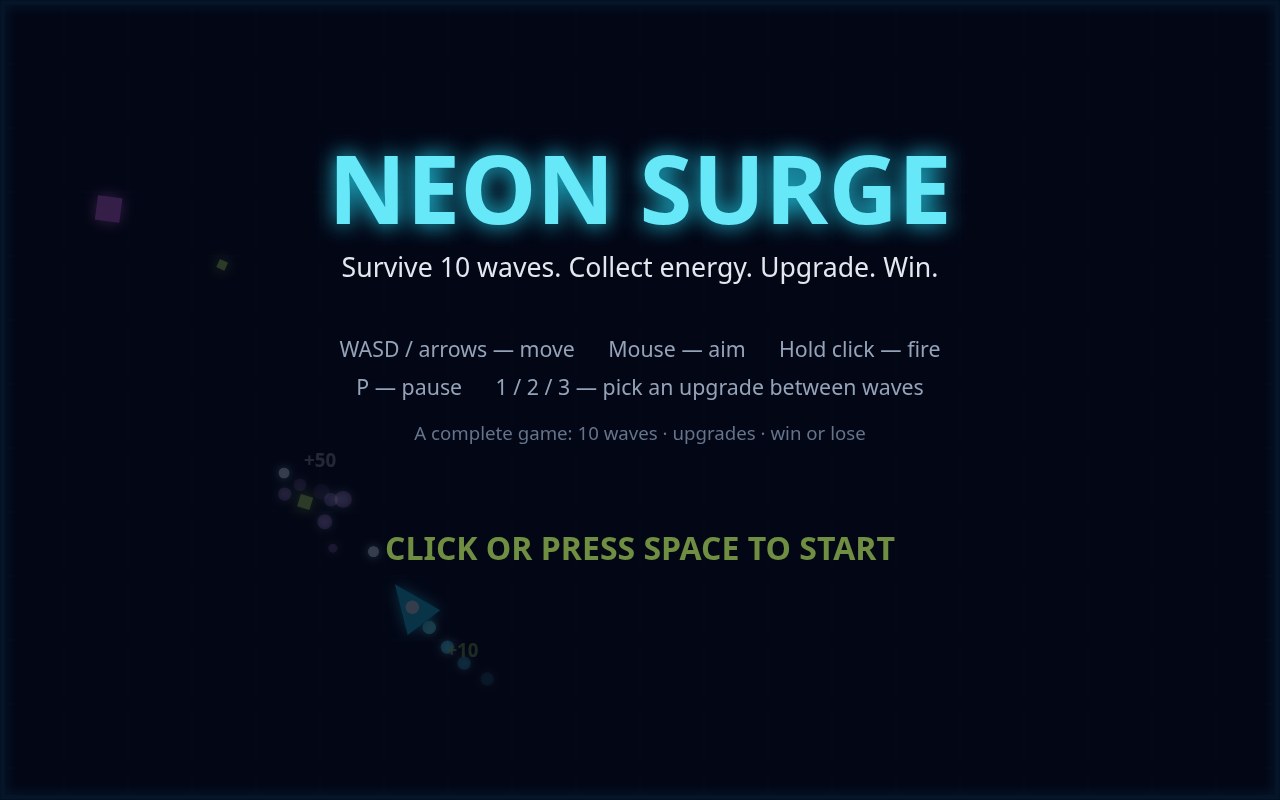 NEON SURGE
Survive 10 waves. Collect energy. Upgrade. Win.
WASD / arrows — move Mouse — aim Hold click — fire
P — pause 1 / 2 / 3 — pick an upgrade between waves
A complete game: 10 waves · upgrades · win or lose
+50
CLICK OR PRESS SPACE TO START
+10